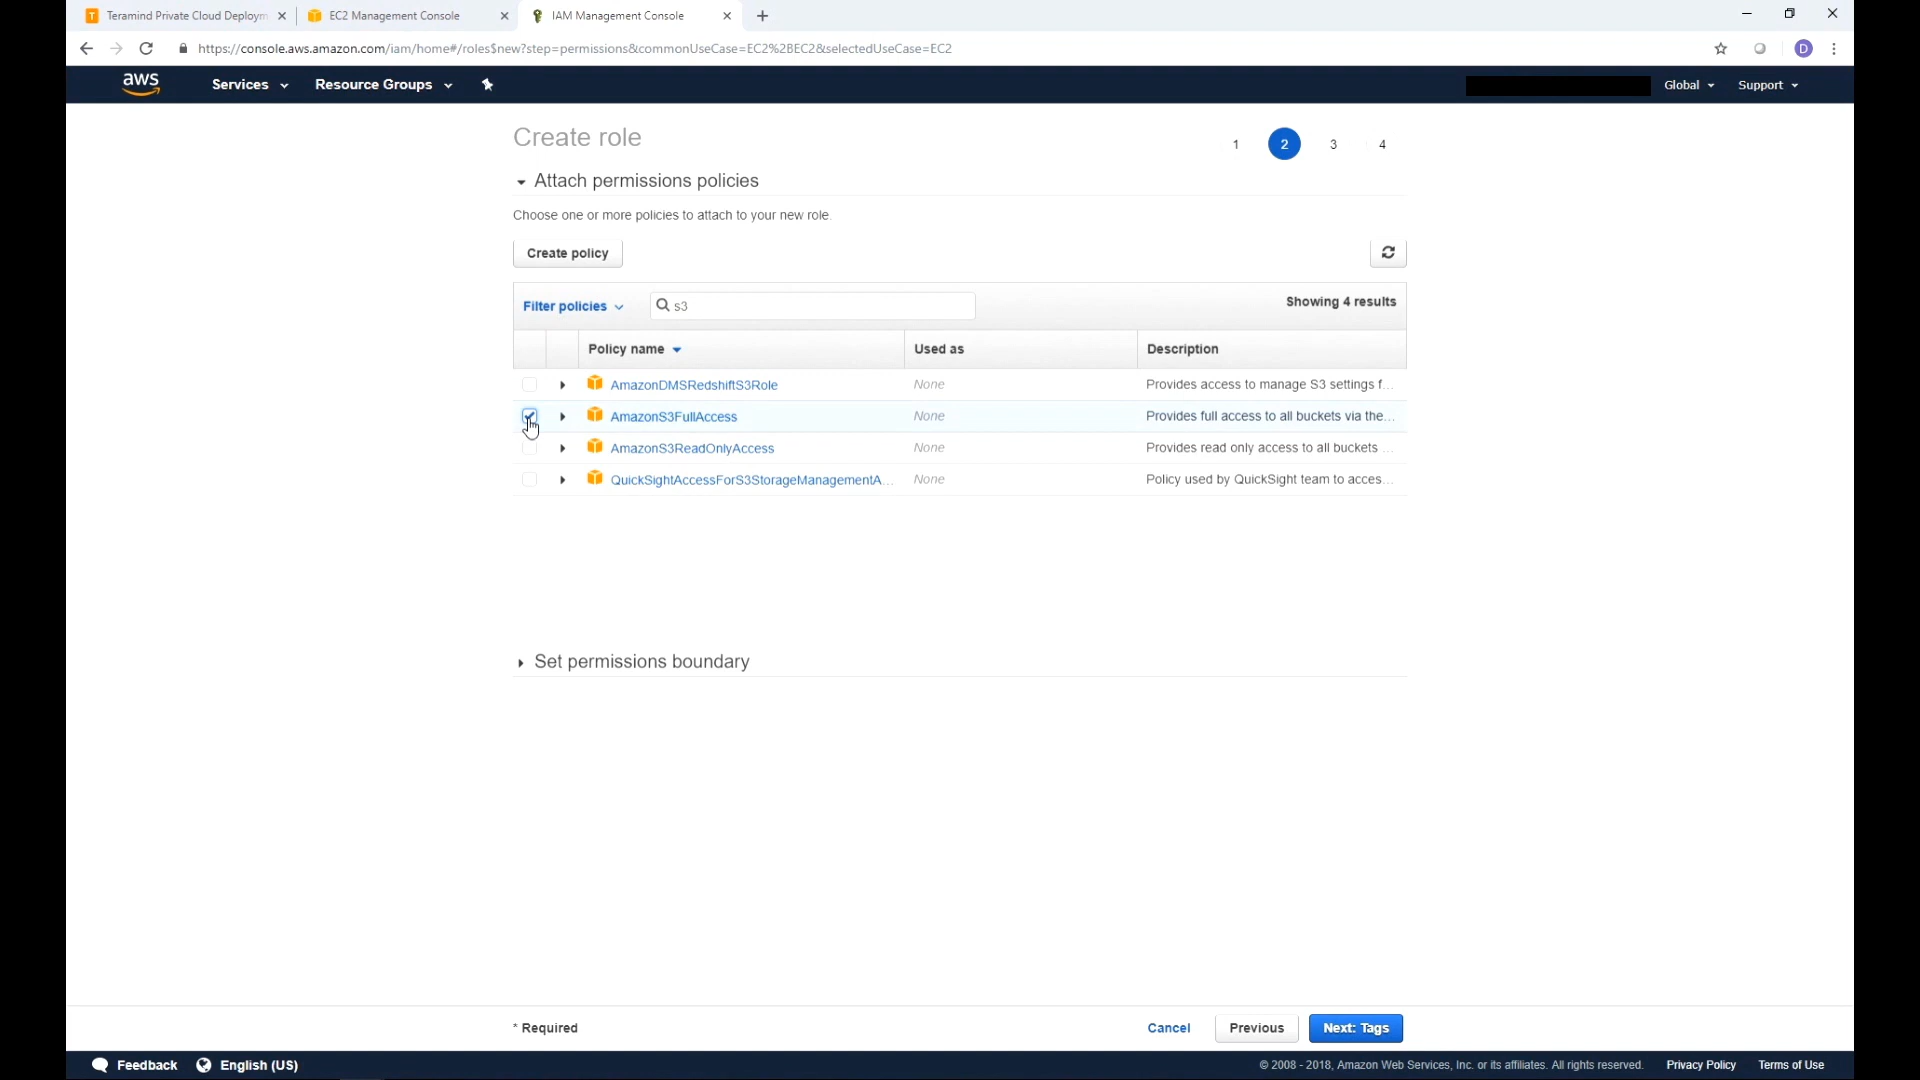 Teramind Private Cloud Deploym
EC2 Management Console
IAM Management Console
https://console.aws.amazon.com/iam/home#/roles$new?step=permissions&commonUseCase=EC2%2BEC2&selectedUseCase=EC2
D
aws
Services
Resource Groups
Global
Support
Create role
1 2 3 4
Attach permissions policies
Choose one or more policies to attach to your new role.
Create policy
Filter policies
s3
Showing 4 results
Policy name Used as Description
AmazonDMSRedshiftS3Role None Provides access to manage S3 settings f...
AmazonS3FullAccess None Provides full access to all buckets via the...
AmazonS3ReadOnlyAccess None Provides read only access to all buckets ...
QuickSightAccessForS3StorageManagementA... None Policy used by QuickSight team to acces...
Set permissions boundary
* Required
Cancel
Previous
Next: Tags
Feedback
English (US)
© 2008 - 2018, Amazon Web Services, Inc. or its affiliates. All rights reserved.
Privacy Policy
Terms of Use